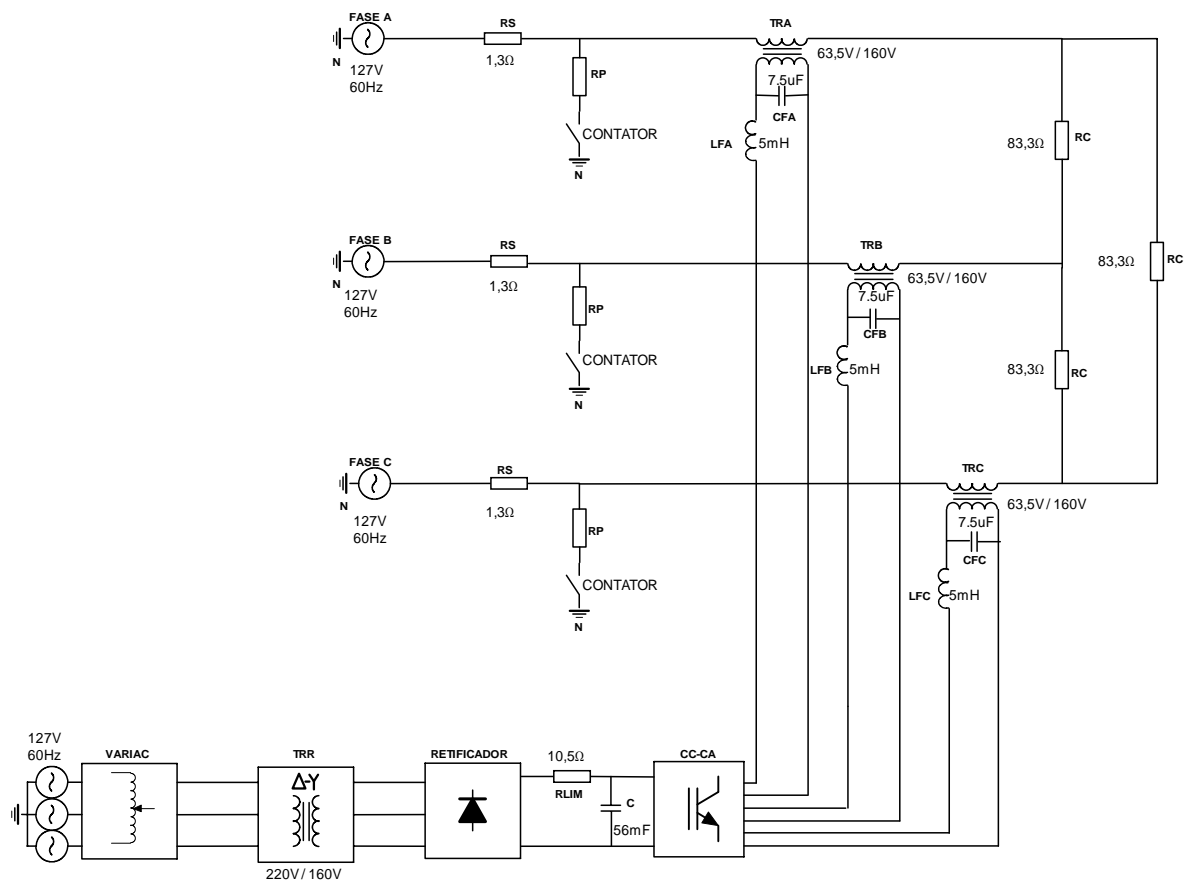 FASE A
N
127V
60Hz
RS
1,3Ω
RP
CONTATOR
N
TRA
63,5V / 160V
7.5uF
CFA
LFA
5mH
83,3Ω
RC
83,3Ω
RC
FASE B
N
127V
60Hz
RS
1,3Ω
RP
CONTATOR
N
TRB
63,5V / 160V
7.5uF
CFB
LFB
5mH
83,3Ω
RC
FASE C
N
127V
60Hz
RS
1,3Ω
RP
CONTATOR
N
TRC
63,5V / 160V
7.5uF
CFC
LFC
5mH
127V
60Hz
VARIAC
TRR
Δ-Y
220V / 160V
RETIFICADOR
10,5Ω
RLIM
C
56mF
CC-CA